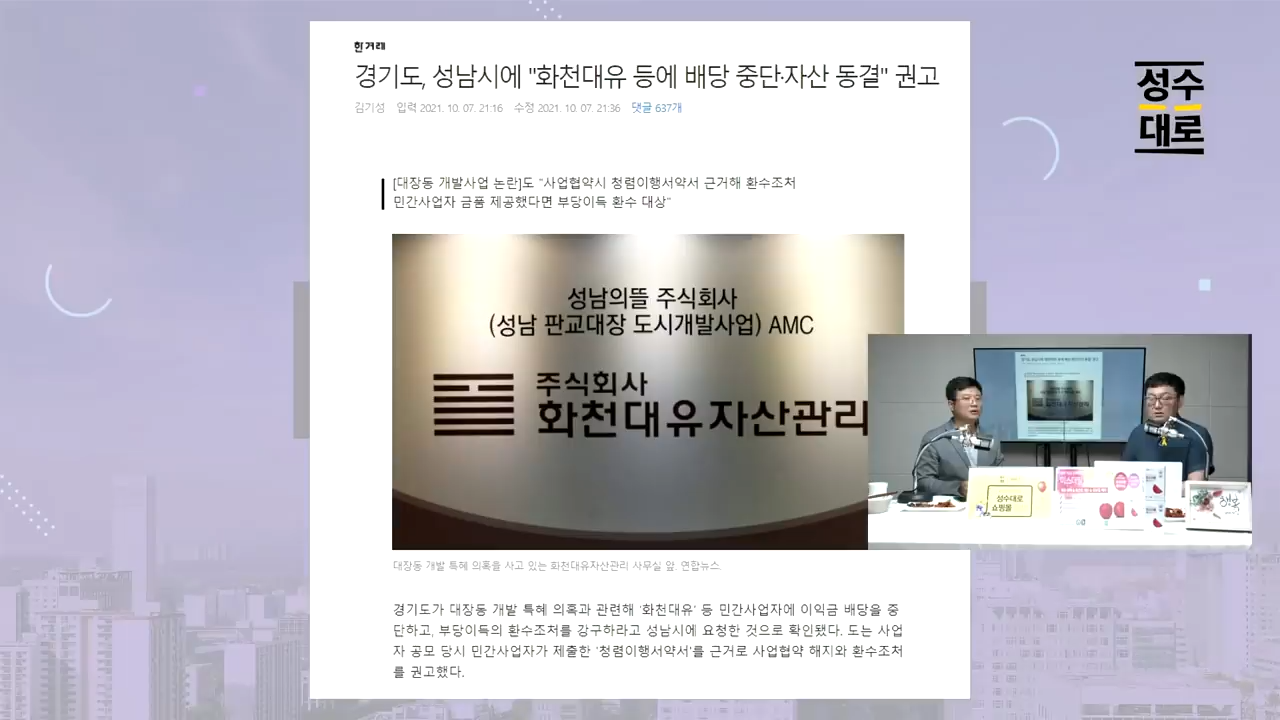 한겨레
경기도, 성남시에 "화천대유 등에 배당 중단·자산 동결" 권고
김기성 입력 2021. 10. 07. 21:16 수정 2021. 10. 07. 21:36 댓글 637개
성수
대로
[대장동 개발사업 논란]도 "사업협약시 청렴이행서약서 근거해 환수조처
민간사업자 금품 제공했다면 부당이득 환수 대상"
성남의뜰 주식회사
(성남 판교대장 도시개발사업) AMC
주식회사
화천대유자산관리
성수대로
쇼핑몰
대장동 개발 특혜 의혹을 사고 있는 화천대유자산관리 사무실 앞. 연합뉴스.
경기도가 대장동 개발 특혜 의혹과 관련해 '화천대유' 등 민간사업자에 이익금 배당을 중
단하고, 부당이득의 환수조처를 강구하라고 성남시에 요청한 것으로 확인됐다. 도는 사업
자 공모 당시 민간사업자가 제출한 '청렴이행서약서'를 근거로 사업협약 해지와 환수조처
를 권고했다.